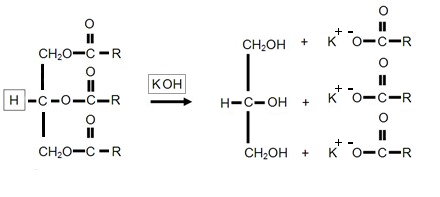 O O
CH₂O C R CH₂OH + K⁺ ⁻O C R
O O
KOH
H C O C R H C OH + K⁺ ⁻O C R
O O
CH₂O C R CH₂OH + K⁺ ⁻O C R